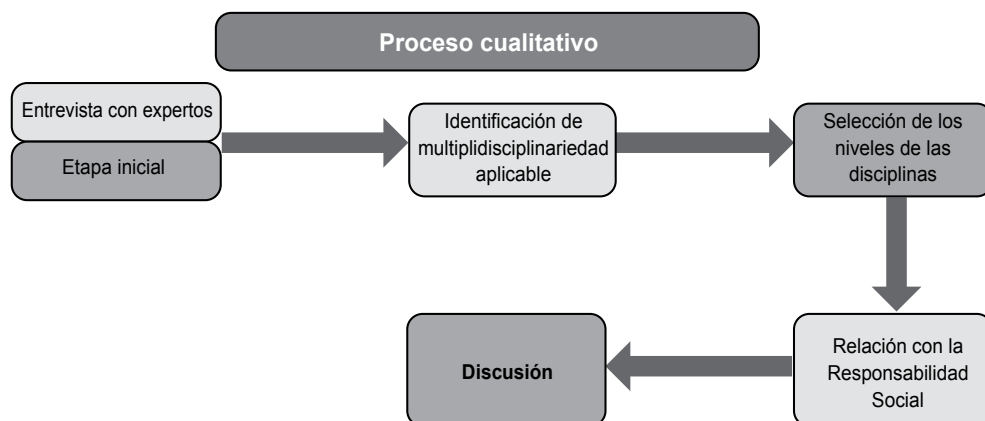 Proceso cualitativo
Entrevista con expertos
Etapa inicial
Identificación de
multiplidisciplinariedad
aplicable
Selección de los
niveles de las
disciplinas
Relación con la
Responsabilidad
Social
Discusión